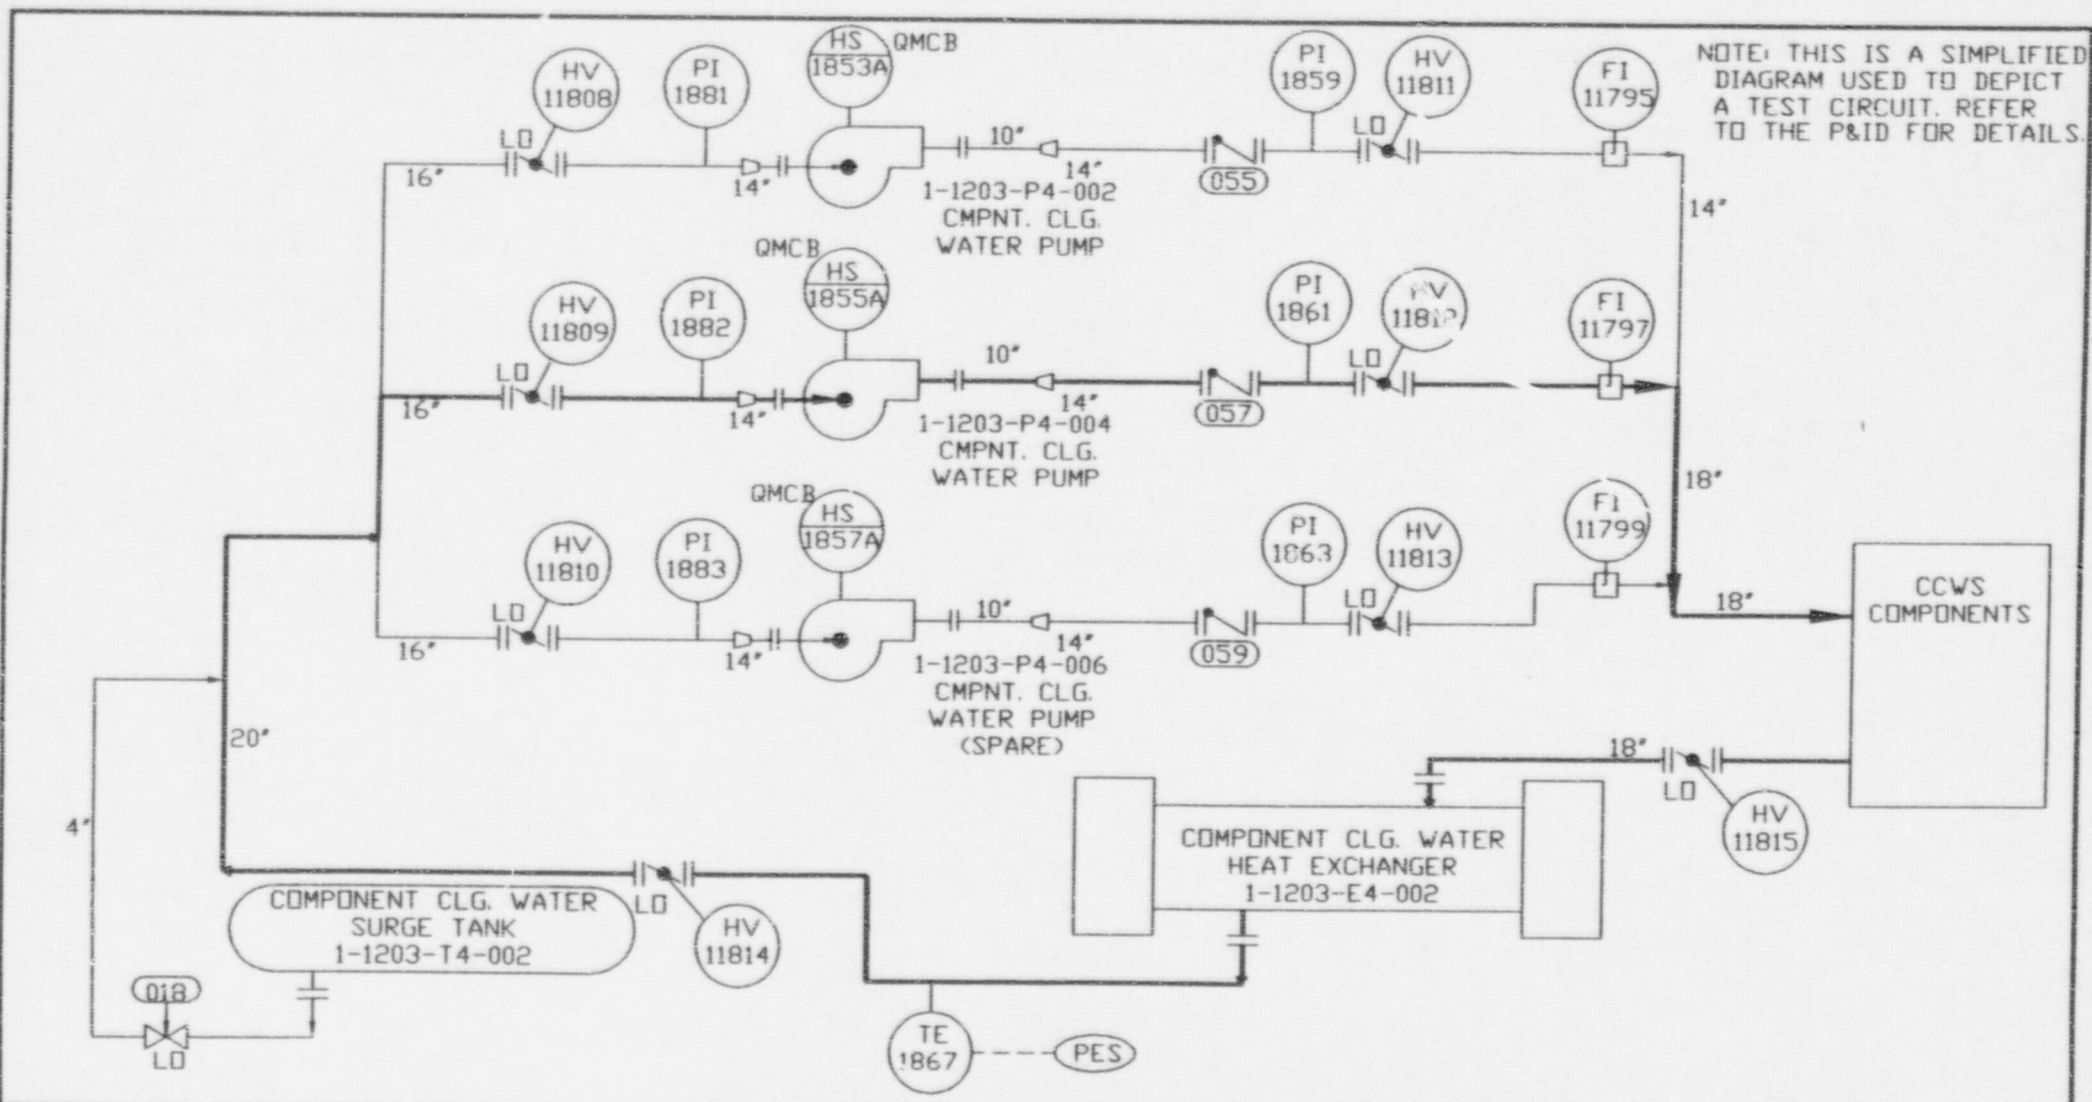 NOTE: THIS IS A SIMPLIFIED
DIAGRAM USED TO DEPICT
A TEST CIRCUIT. REFER
TO THE P&ID FOR DETAILS.
HV
11808
LO
16"
PI
1881
14"
HS
1853A
QMCB
10"
14"
1-1203-P4-002
CMPNT. CLG.
WATER PUMP
055
PI
1859
HV
11811
LO
FI
11795
14"
HV
11809
LO
16"
PI
1882
14"
QMCB
HS
1855A
10"
14"
1-1203-P4-004
CMPNT. CLG.
WATER PUMP
057
PI
1861
HV
11812
LO
FI
11797
18"
HV
11810
LO
16"
PI
1883
14"
QMCB
HS
1857A
10"
14"
1-1203-P4-006
CMPNT. CLG.
WATER PUMP
(SPARE)
059
PI
1863
HV
11813
LO
FI
11799
18"
CCWS
COMPONENTS
20"
4"
18"
LO
HV
11815
COMPONENT CLG. WATER
HEAT EXCHANGER
1-1203-E4-002
COMPONENT CLG. WATER
SURGE TANK
1-1203-T4-002
LO
HV
11814
018
LO
TE
1867
PES